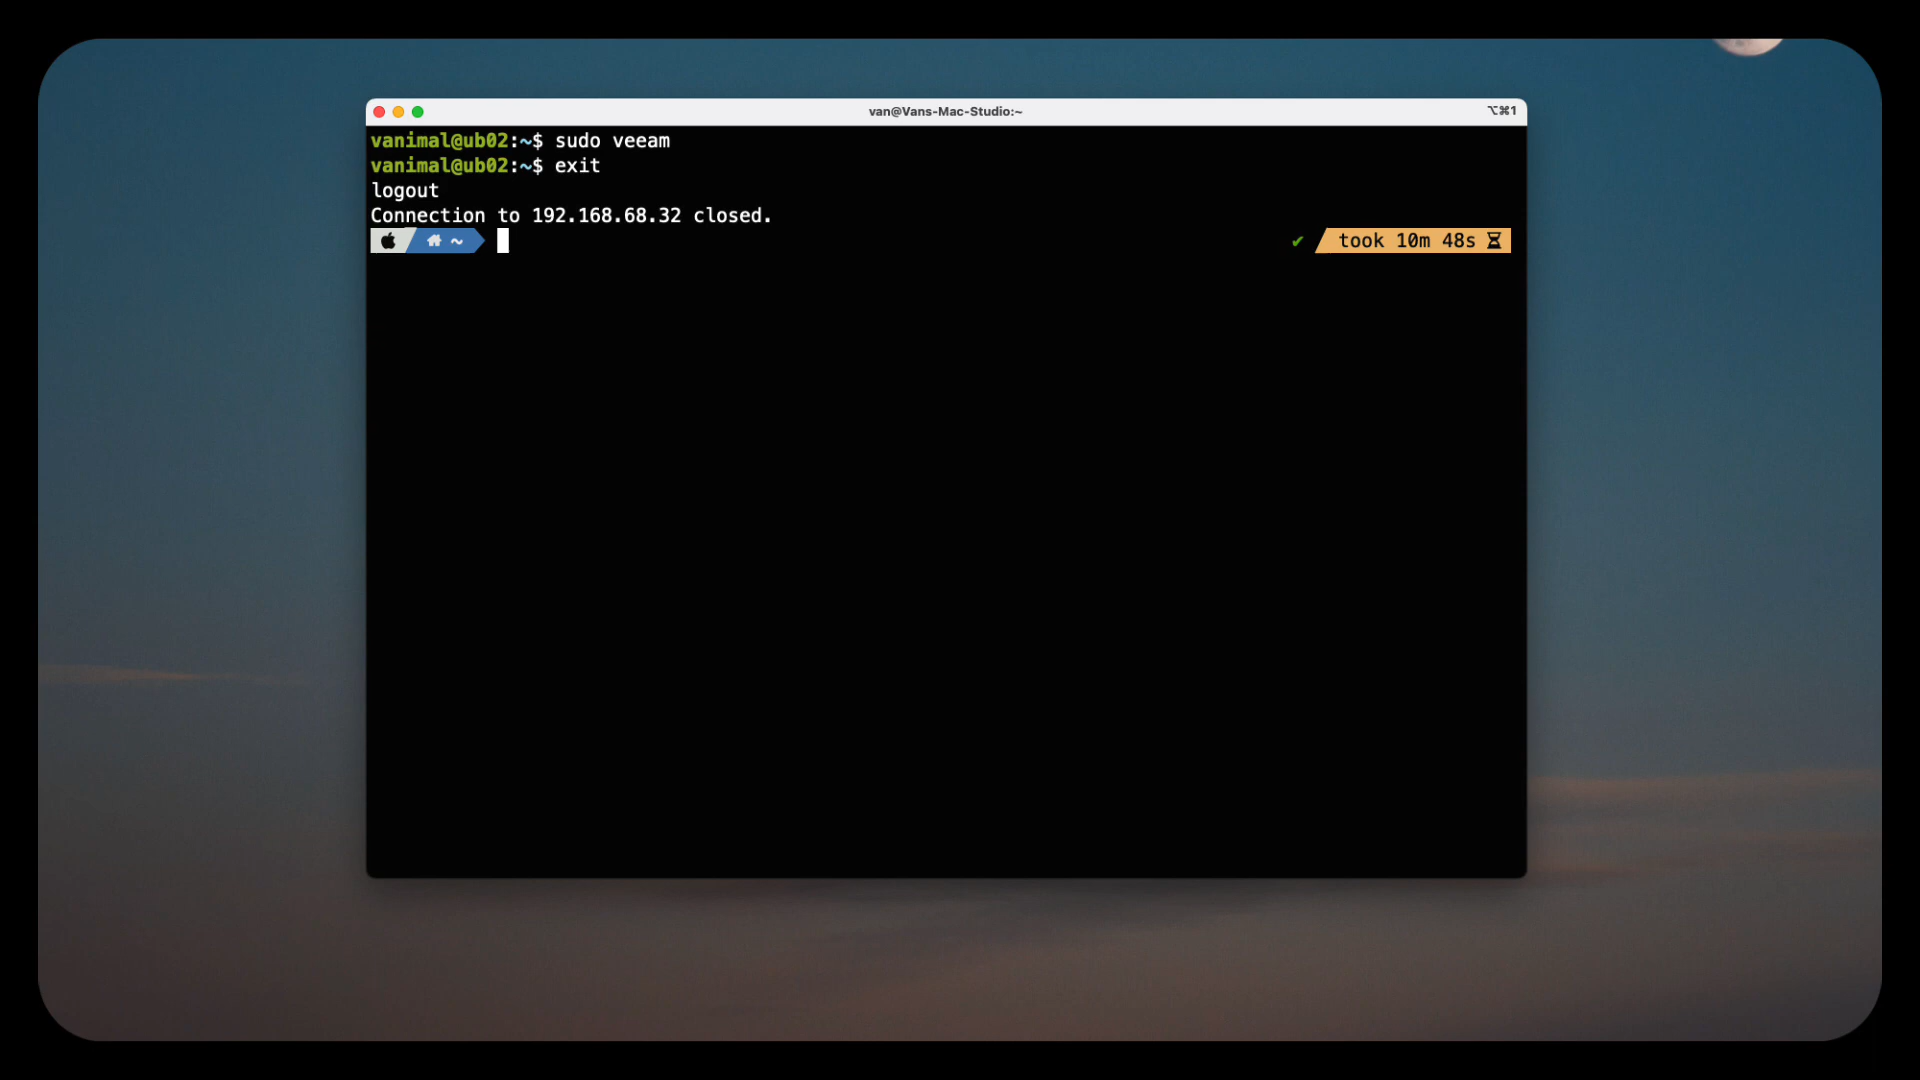 van@Vans-Mac-Studio:~
⌥⌘1
vanimal@ub02:~$ sudo veeam
vanimal@ub02:~$ exit
logout
Connection to 192.168.68.32 closed.
~
✔ took 10m 48s